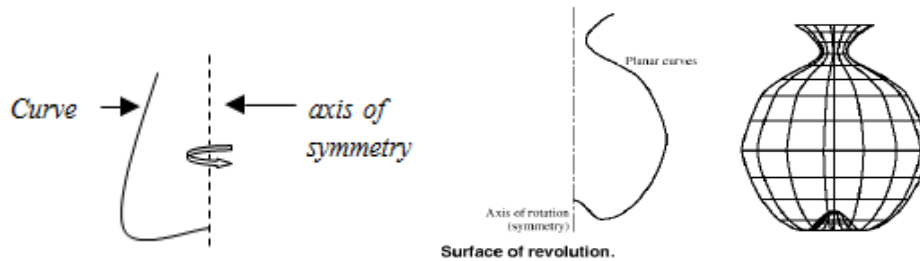 Curve
axis of
symmetry
Planar curves
Axis of rotation
(symmetry)
Surface of revolution.